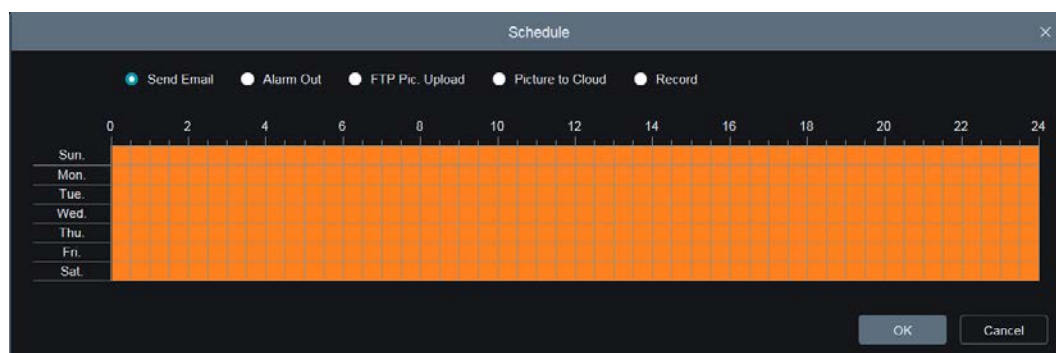 Schedule
Send Email Alarm Out FTP Pic. Upload Picture to Cloud Record
0 2 4 6 8 10 12 14 16 18 20 22 24
Sun.
Mon.
Tue.
Wed.
Thu.
Fri.
Sat.
OK Cancel